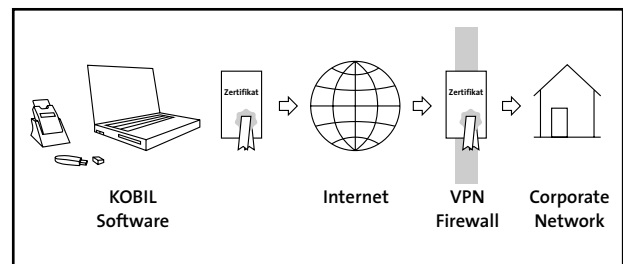 Zertifikat
Zertifikat
KOBIL
Software
Internet
VPN
Firewall
Corporate
Network